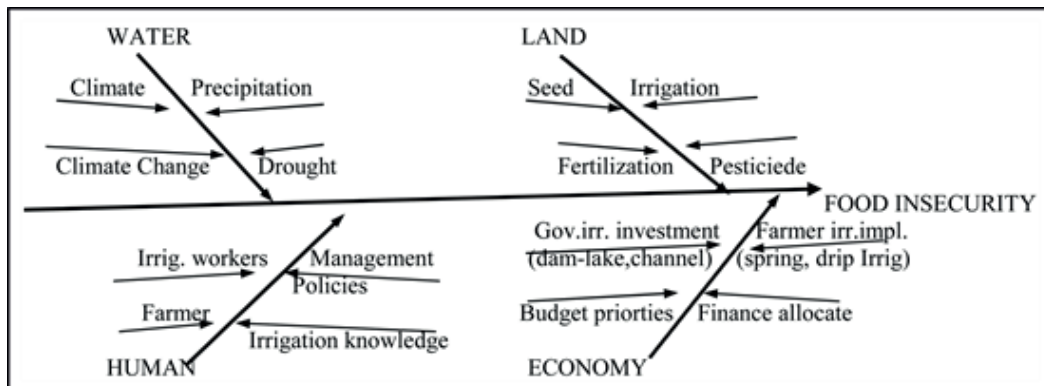 WATER
LAND
Climate
Precipitation
Seed
Irrigation
Climate Change
Drought
Fertilization
Pesticiede
FOOD INSECURITY
Gov.irr. investment
(dam-lake,channel)
Farmer irr.impl.
(spring, drip Irrig)
Irrig. workers
Management
Policies
Farmer
Irrigation knowledge
Budget priorties
Finance allocate
HUMAN
ECONOMY